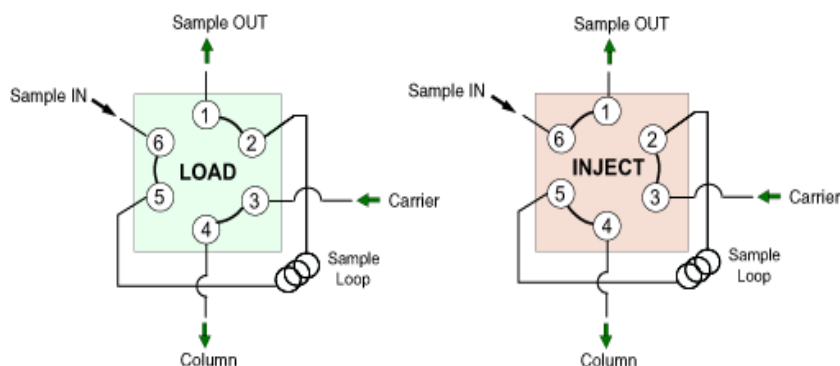 Sample OUT
Sample IN
1
2
6
LOAD
5
3
4
Carrier
Sample
Loop
Column
Sample OUT
Sample IN
1
6
2
INJECT
5
3
4
Carrier
Sample
Loop
Column